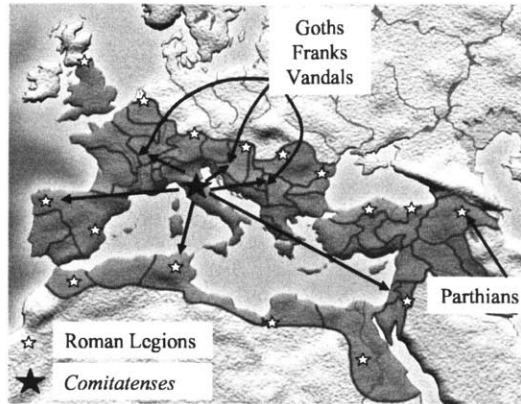 Goths
Franks
Vandals
Parthians
Roman Legions
Comitatenses